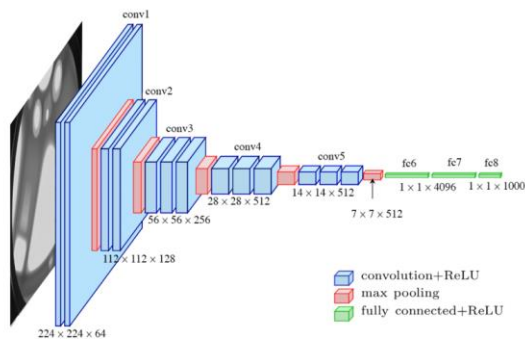 conv1
conv2
conv3
conv4
conv5
fc6
fc7
fc8
1 × 1 × 4096
1 × 1 × 1000
28 × 28 × 512
14 × 14 × 512
7 × 7 × 512
56 × 56 × 256
112 × 112 × 128
224 × 224 × 64
convolution+ReLU
max pooling
fully connected+ReLU